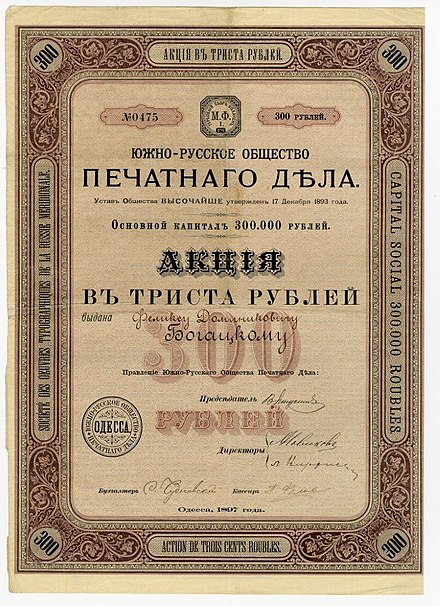 300
АКЦІЯ ВЪ ТРИСТА РУБЛЕЙ.
300
№0475
М.Ф.
300 РУБЛЕЙ.
ЮЖНО-РУССКОЕ ОБЩЕСТВО
ПЕЧАТНАГО ДѢЛА.
Уставъ Общества ВЫСОЧАЙШЕ утвержденъ 17 Декабря 1893 года.
ОСНОВНОЙ КАПИТАЛЪ 300.000 РУБЛЕЙ.
АКЦІЯ
ВЪ ТРИСТА РУБЛЕЙ
выдана Феликсу Доминиковичу
Богацкому
300
Правленіе Южно-Русскаго Общества Печатнаго Дѣла:
Предсѣдатель
РУБЛЕЙ
Директоры
ЮЖНО-РУССКОЕ ОБЩЕСТВО
ОДЕССА.
ПЕЧАТНАГО ДѢЛА
Бухгалтеръ
Кассиръ
Одесса, 1897 года.
SOCIÉTÉ DES OEUVRES TYPOGRAPHIQUES DE LA RUSSIE MÉRIDIONALE.
CAPITAL SOCIAL 300.000 ROUBLES.
300
ACTION DE TROIS CENTS ROUBLES.
300